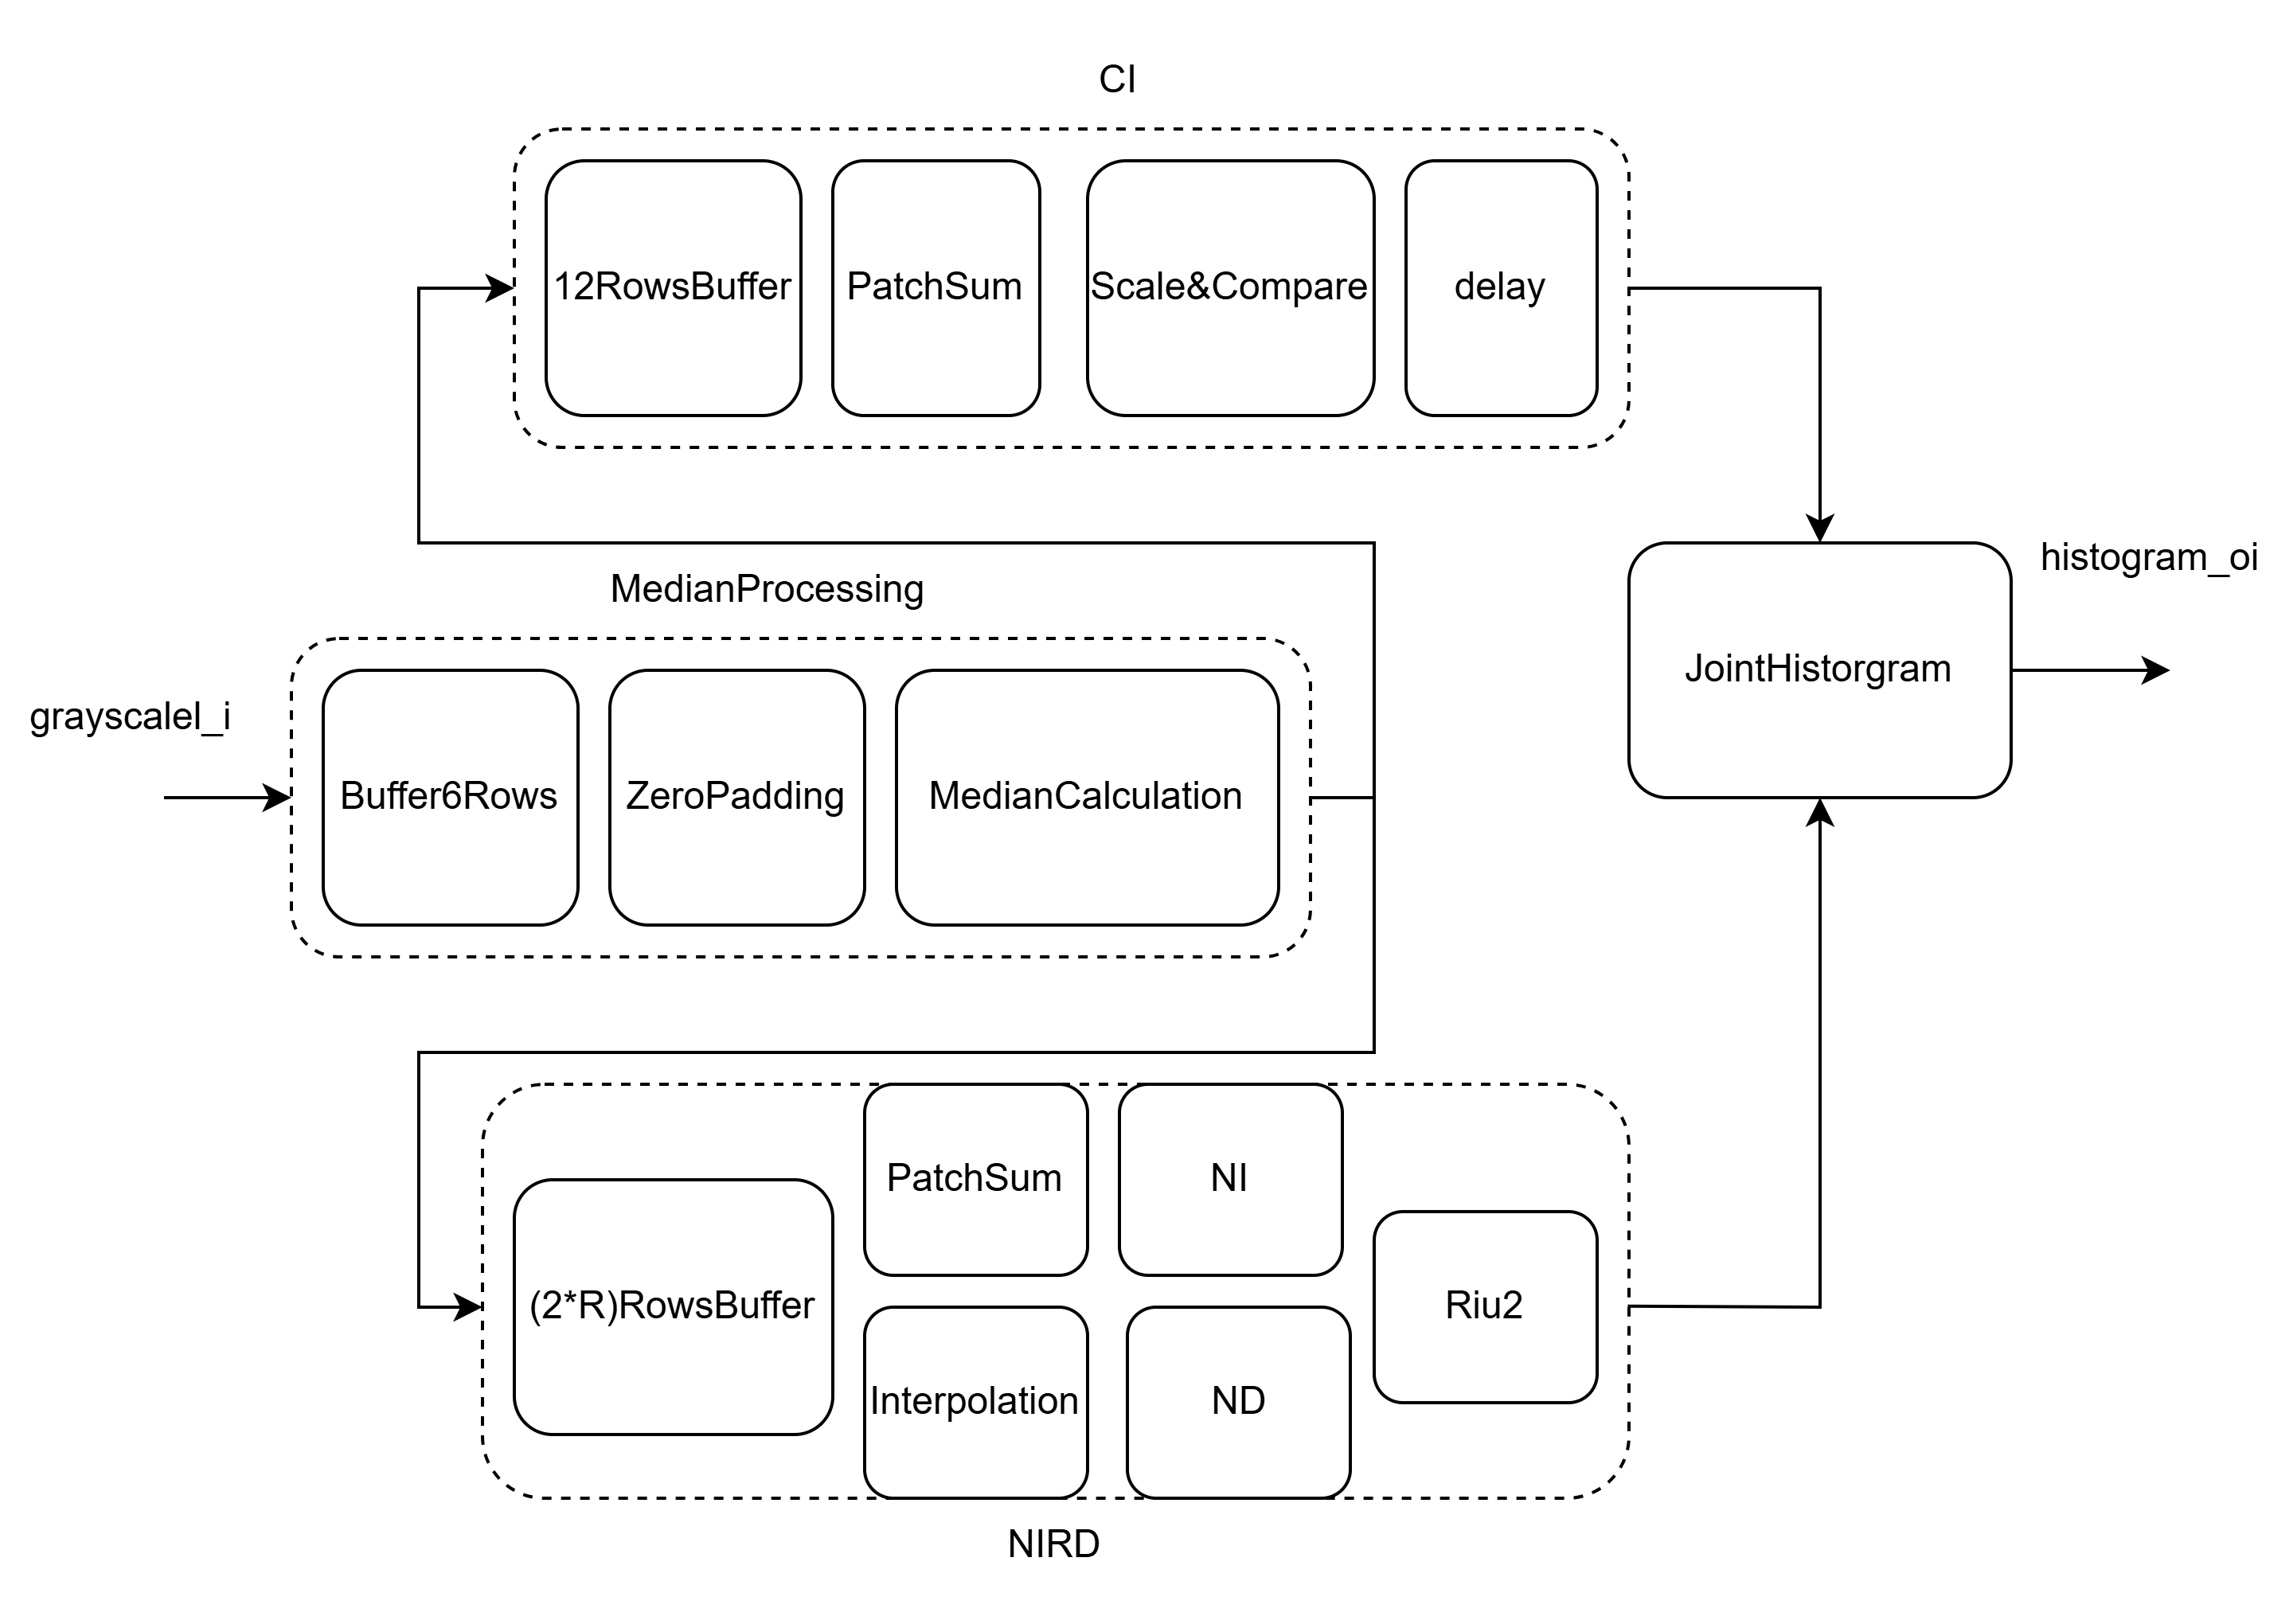 CI
12RowsBuffer
PatchSum
Scale&Compare
delay
MedianProcessing
histogram_oi
JointHistorgram
grayscalel_i
Buffer6Rows
ZeroPadding
MedianCalculation
PatchSum
NI
(2*R)RowsBuffer
Riu2
Interpolation
ND
NIRD